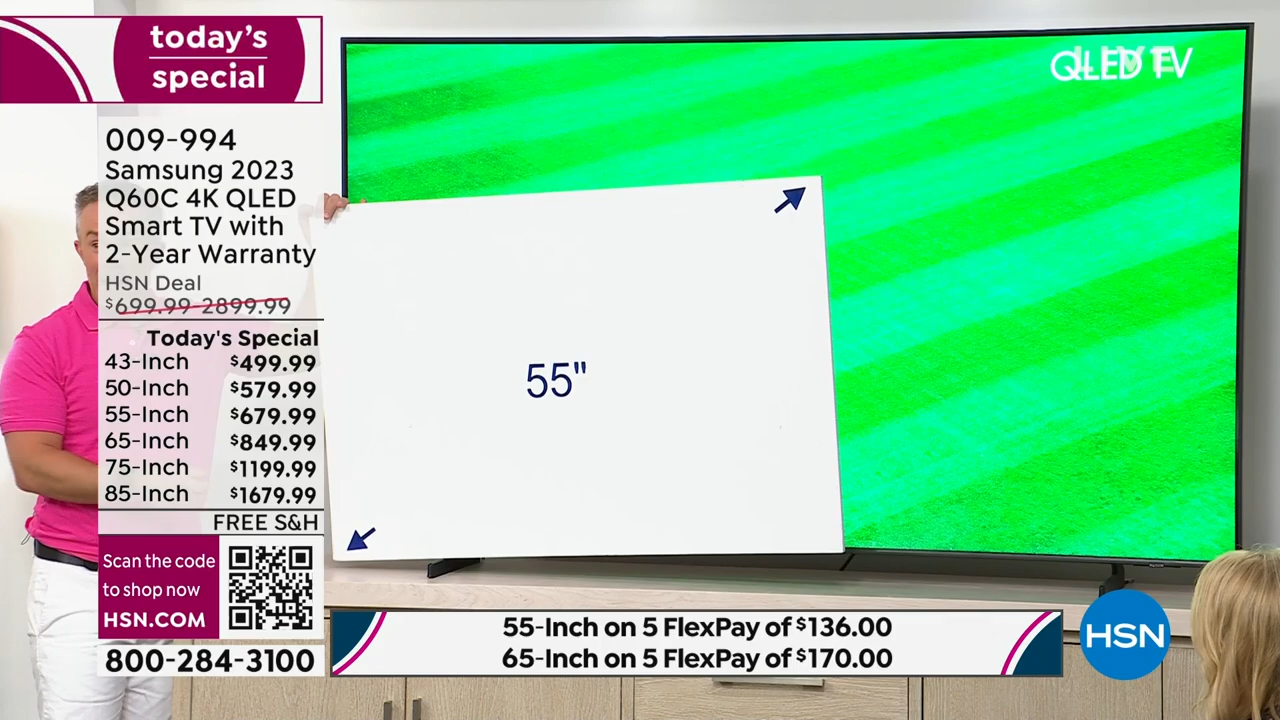 today's
special
009-994
Samsung 2023
Q60C 4K QLED
Smart TV with
2-Year Warranty
HSN Deal
$699.99-2899.99
Today's Special
43-Inch $499.99
50-Inch $579.99
55-Inch $679.99
65-Inch $849.99
75-Inch $1199.99
85-Inch $1679.99
FREE S&H
Scan the code
to shop now
HSN.COM
800-284-3100
QLED TV
LIVE
55"
55-Inch on 5 FlexPay of $136.00
65-Inch on 5 FlexPay of $170.00
HSN